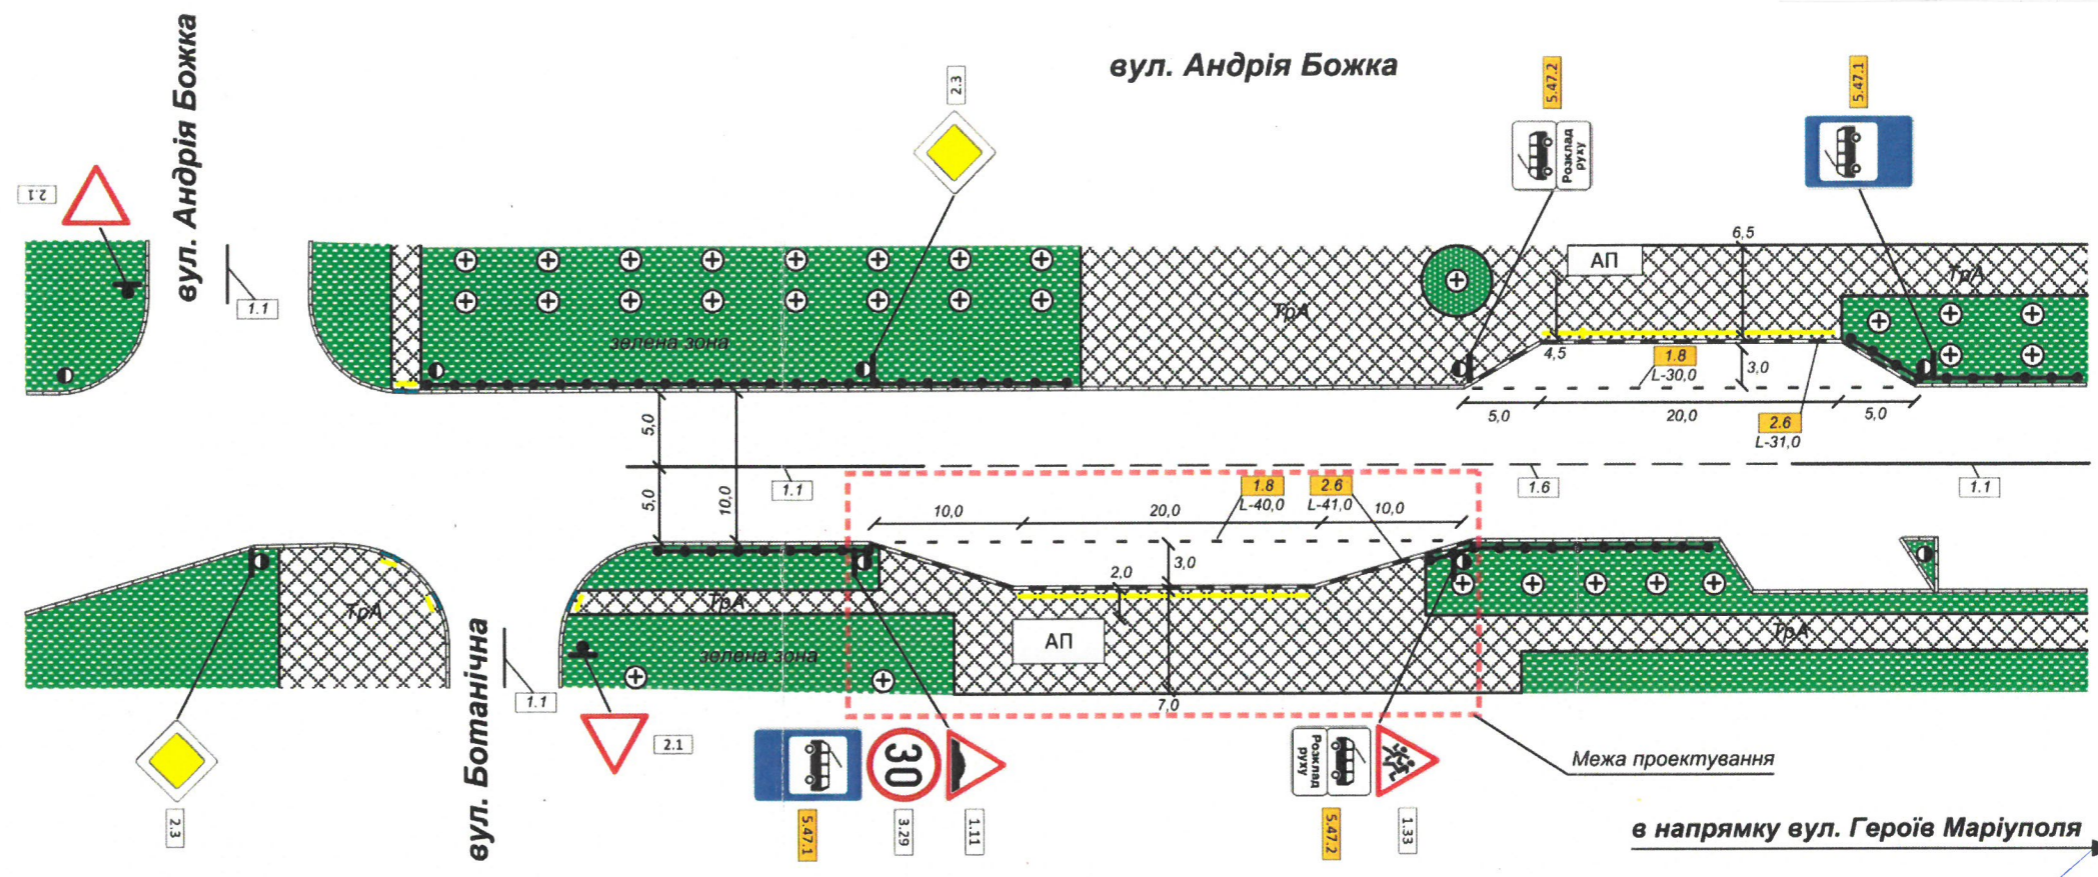 вул. Андрія Божка
вул. Андрія Божка
2.3
5.47.2
5.47.1
Розклад
руху
2.1
1.1
6,5
АП
ТрА
ТрА
зелена зона
4,5
1.8
L-30,0
3,0
5,0
20,0
5,0
2.6
L-31,0
5,0
5,0
10,0
1.1
1.6
1.1
10,0
20,0
10,0
1.8
L-40,0
2.6
L-41,0
3,0
2,0
ТрА
ТрА
АП
ТрА
зелена зона
7,0
1.1
2.1
вул. Ботанічна
30
Розклад
руху
Межа проектування
2.3
5.47.1
3.29
1.11
5.47.2
1.33
в напрямку вул. Героїв Маріуполя